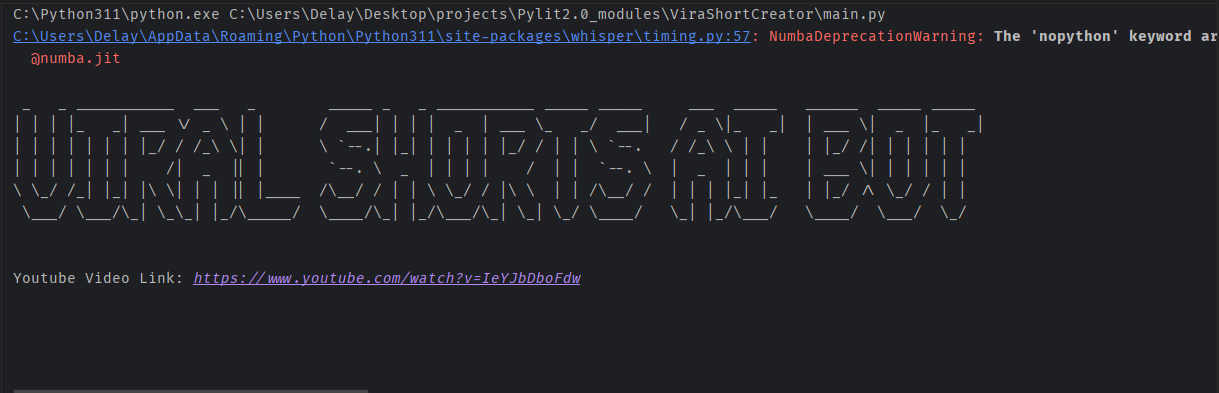 C:\Python311\python.exe C:\Users\Delay\Desktop\projects\Pylit2.0_modules\ViraShortCreator\main.py
C:\Users\Delay\AppData\Roaming\Python\Python311\site-packages\whisper\timing.py:57: NumbaDeprecationWarning: The 'nopython' keyword ar
@numba.jit
VIRAL SHORTS AI BOT
Youtube Video Link: https://www.youtube.com/watch?v=IeYJbDboFdw